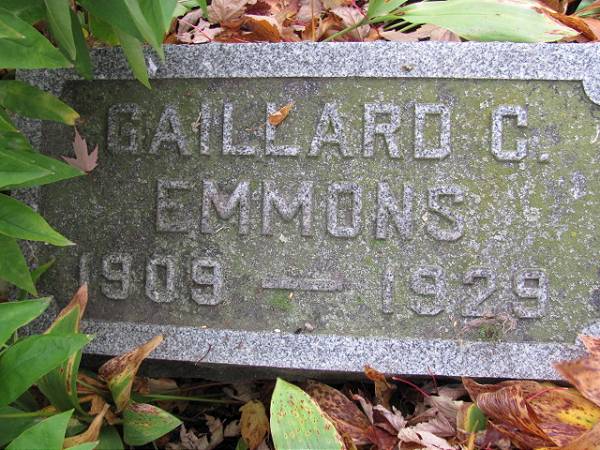 GAILLARD C.
EMMONS
1909 — 1929